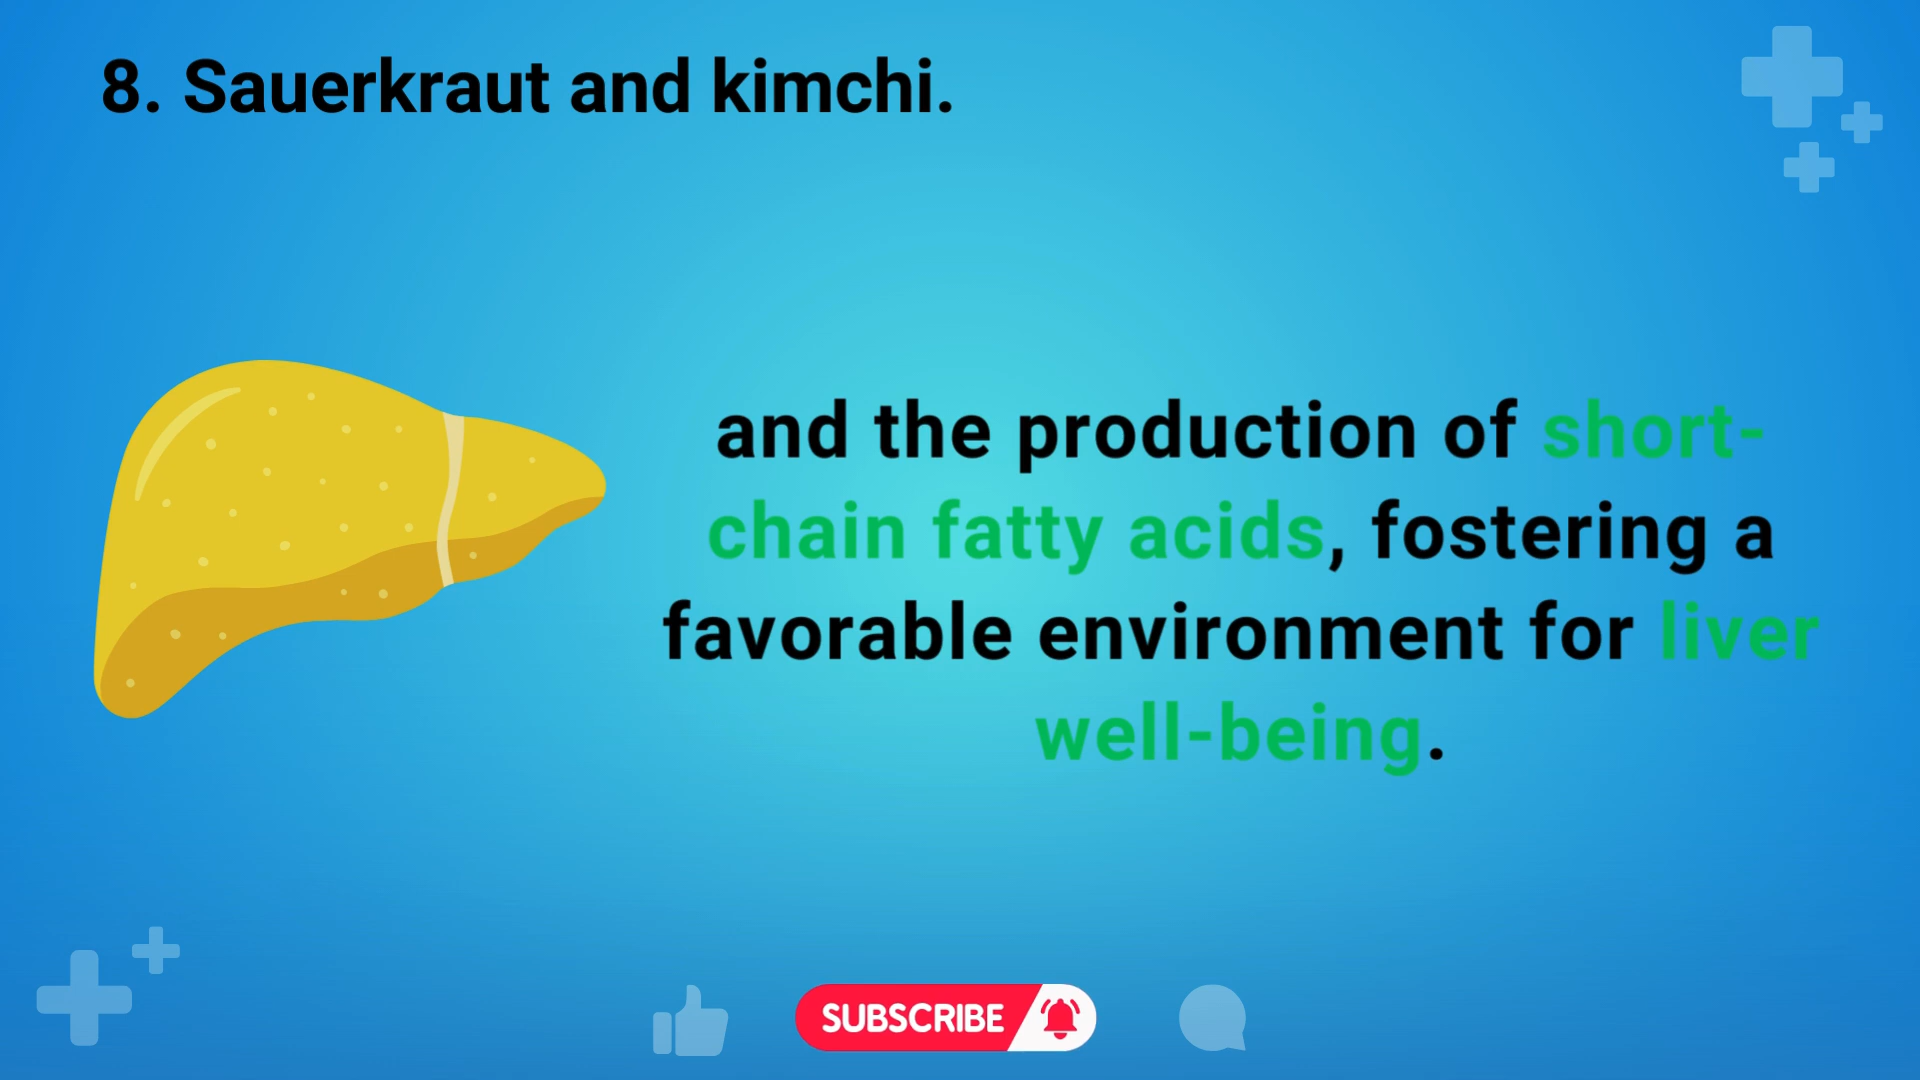 8. Sauerkraut and kimchi.
and the production of short-
chain fatty acids, fostering a
favorable environment for liver
well-being.
SUBSCRIBE